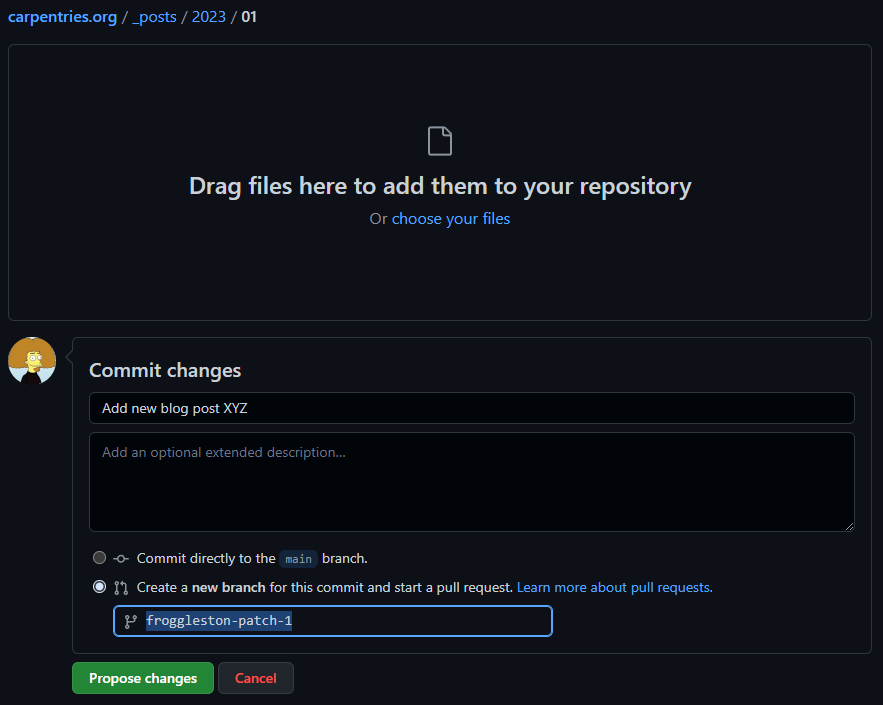 carpentries.org / _posts / 2023 / 01
Drag files here to add them to your repository
Or choose your files
Commit changes
Add new blog post XYZ
Add an optional extended description...
Commit directly to the main branch.
Create a new branch for this commit and start a pull request. Learn more about pull requests.
froggleston-patch-1
Propose changes
Cancel